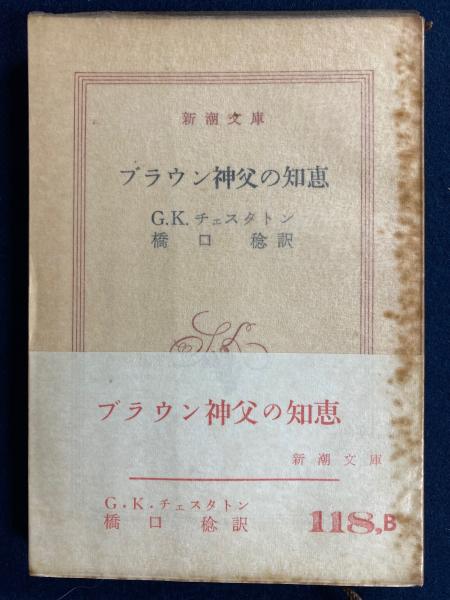 新潮文庫
ブラウン神父の知恵
G.K. チェスタトン
橋口 稔訳
ブラウン神父の知恵
新潮文庫
G.K.チェスタトン
橋口 稔訳
118,B